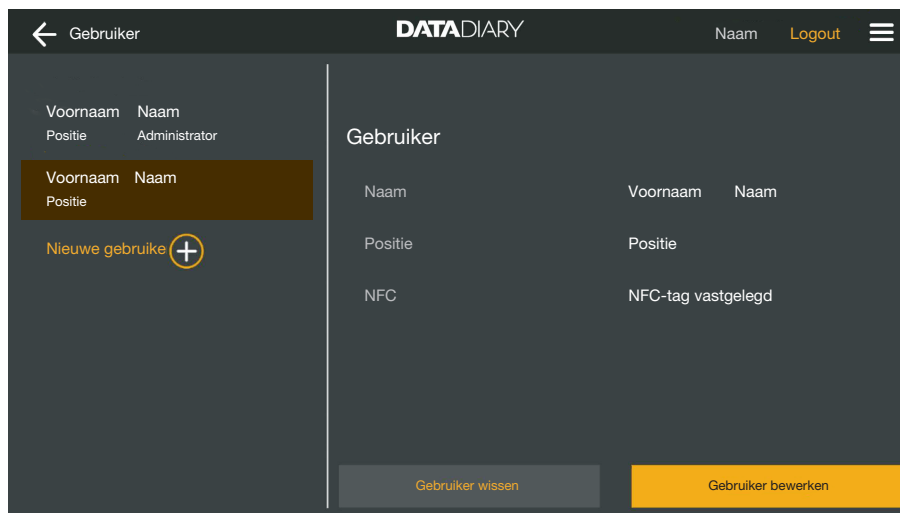 Gebruiker
DATADIARY
Naam Logout
Voornaam Naam
Positie Administrator
Voornaam Naam
Positie
Nieuwe gebruike
Gebruiker
Naam Voornaam Naam
Positie Positie
NFC NFC-tag vastgelegd
Gebruiker wissen Gebruiker bewerken